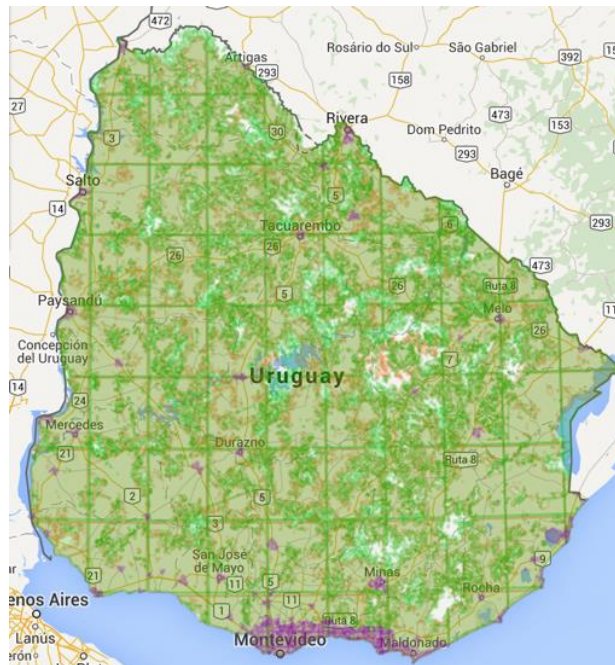 472
Artigas
293
Rosário do Sul
São Gabriel
392
27
158
473
153
Rivera
Dom Pedrito
293
3
30
Bagé
Salto
14
5
6
Tacuarembo
26
26
293
473
5
26
Ruta 8
Paysandú
Melo
26
Concepción
del Uruguay
7
14
Uruguay
24
Mercedes
Durazno
21
Ruta 8
2
5
3
San José
de Mayo
Minas
9
21
11
5
Rocha
enos Aires
1
11
Ruta 8
Lanús
Montevideo
Maldonado